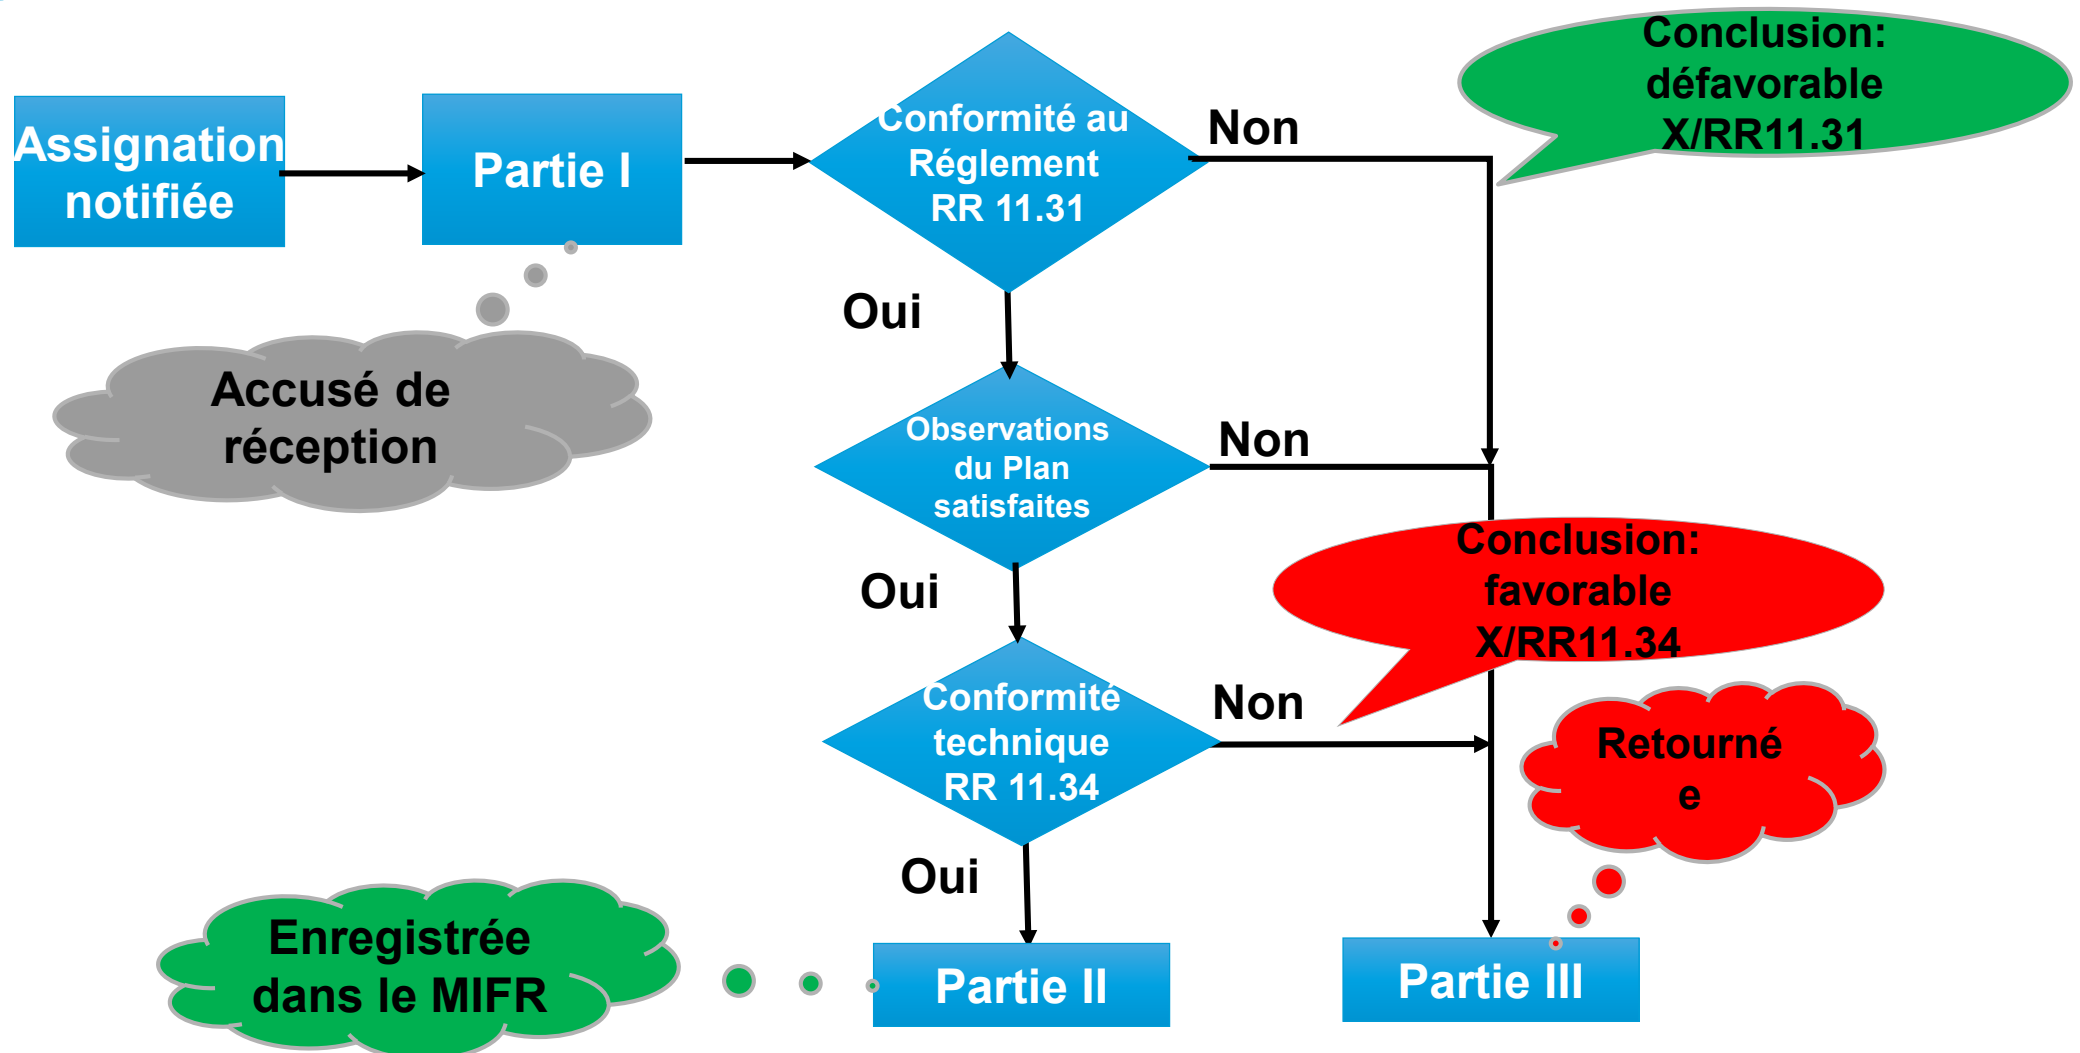 Assignation
notifiée
Partie I
Conformité au
Réglement
RR 11.31
Non
Conclusion:
défavorable
X/RR11.31
Oui
Accusé de
réception
Observations
du Plan
satisfaites
Non
Oui
Conclusion:
favorable
X/RR11.34
Conformité
technique
RR 11.34
Non
Retourné
e
Oui
Enregistrée
dans le MIFR
Partie II
Partie III